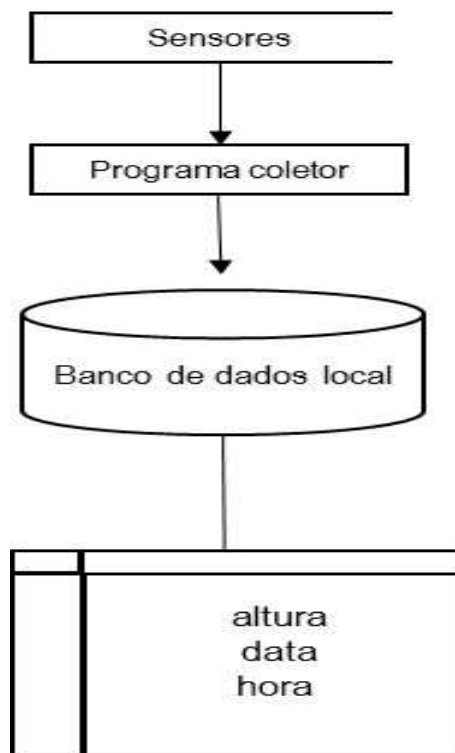 Sensores
Programa coletor
Banco de dados local
altura
data
hora